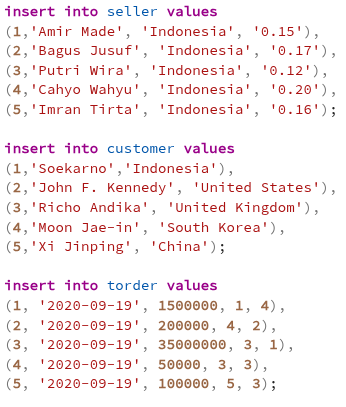 insert into seller values
(1,'Amir Made', 'Indonesia', '0.15'),
(2,'Bagus Jusuf', 'Indonesia', '0.17'),
(3,'Putri Wira', 'Indonesia', '0.12'),
(4,'Cahyo Wahyu', 'Indonesia', '0.20'),
(5,'Imran Tirta', 'Indonesia', '0.16');
insert into customer values
(1,'Soekarno','Indonesia'),
(2,'John F. Kennedy', 'United States'),
(3,'Richo Andika', 'United Kingdom'),
(4,'Moon Jae-in', 'South Korea'),
(5,'Xi Jinping', 'China');
insert into torder values
(1, '2020-09-19', 1500000, 1, 4),
(2, '2020-09-19', 200000, 4, 2),
(3, '2020-09-19', 35000000, 3, 1),
(4, '2020-09-19', 50000, 3, 3),
(5, '2020-09-19', 100000, 5, 3);